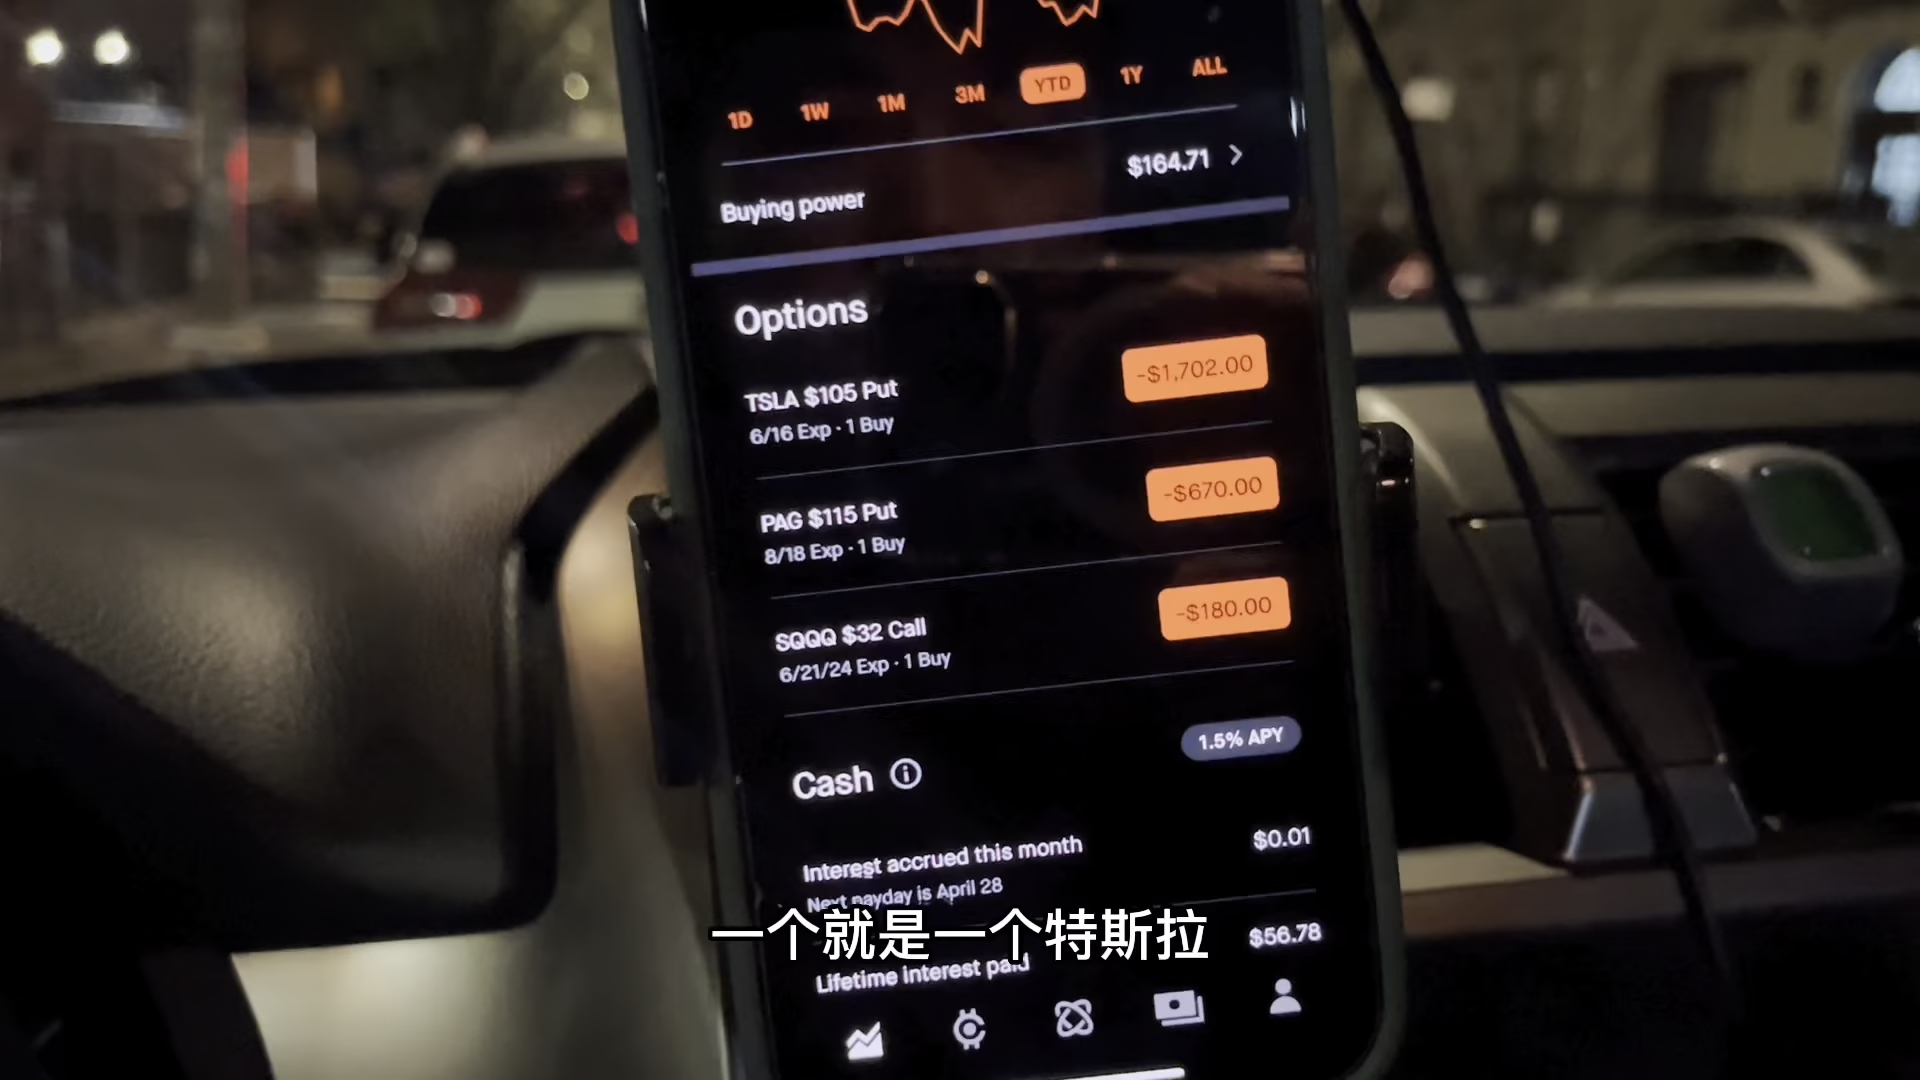 1D 1W 1M 3M YTD 1Y ALL
Buying power $164.71
Options
TSLA $105 Put -$1,702.00
6/16 Exp · 1 Buy
PAG $115 Put -$670.00
8/18 Exp · 1 Buy
SQQQ $32 Call -$180.00
6/21/24 Exp · 1 Buy
Cash 1.5% APY
Interest accrued this month $0.01
Next payday is April 28
一个就是一个特斯拉
Lifetime interest paid $56.78